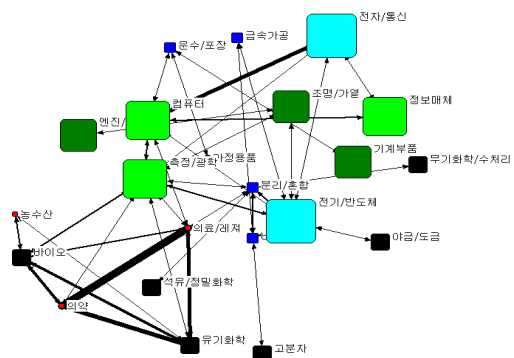 전자/통신
금속가공
운수/포장
조명/가열
정보매체
컴퓨터
엔진/
기계부품
가정용품
측정/광학
무기화학/수처리
분리/혼합
전기/반도체
농수산
의료/레져
야금/도금
바이오
석유/정밀화학
의약
유기화학
고분자